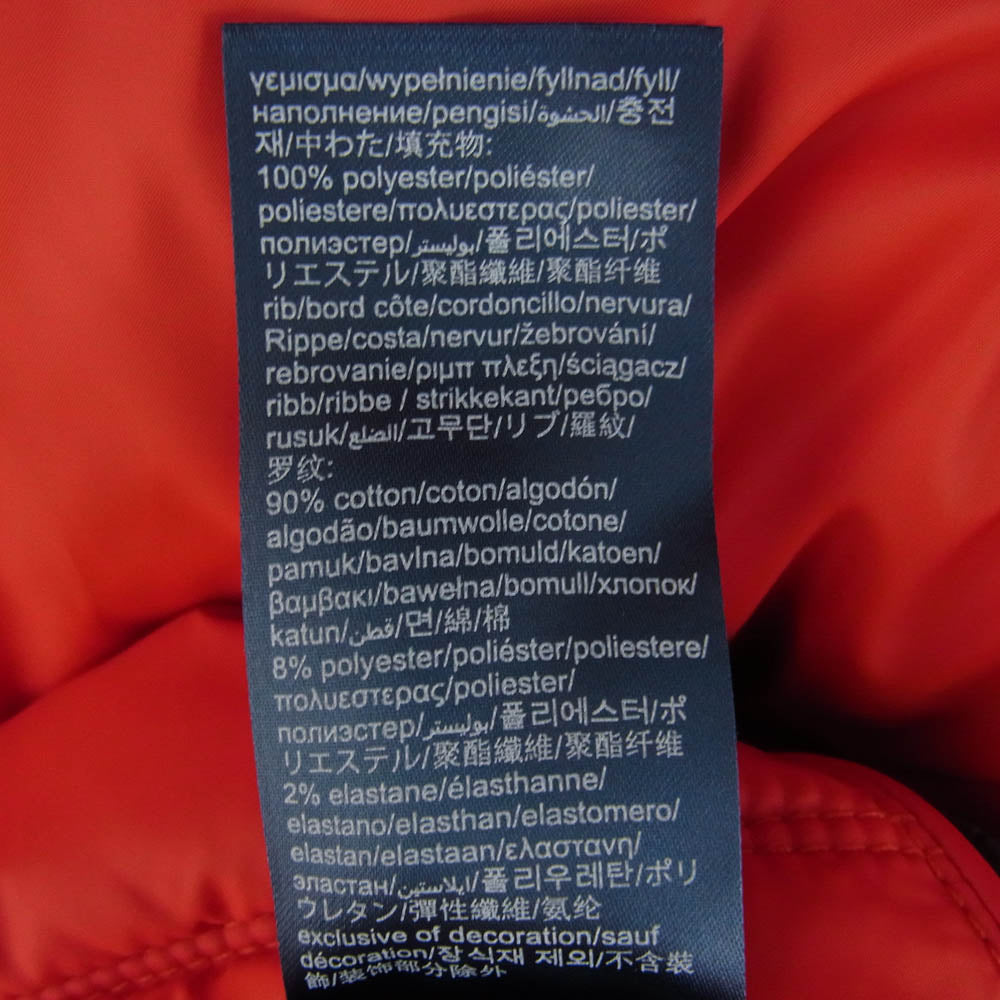 γεμισμα/wypełnienie/fyllnad/fyll/
наполнение/pengisi/الحشوة/충전
재/中わた/填充物:
100% polyester/poliéster/
poliestere/πολυεστερας/poliester/
полиэстер/بوليستر/폴리에스터/ポ
リエステル/聚酯纖維/聚酯纤维
rib/bord côte/cordoncillo/nervura/
Rippe/costa/nervur/žebrování/
rebrovanie/ριμπ πλεξη/ściągacz/
ribb/ribbe / strikkekant/ребро/
rusuk/الضلع/고무단/リブ/羅紋/
罗纹:
90% cotton/coton/algodón/
algodão/baumwolle/cotone/
pamuk/bavlna/bomuld/katoen/
βαμβακι/bawełna/bomull/хлопок/
katun/قطن/면/綿/棉
8% polyester/poliéster/poliestere/
πολυεστερας/poliester/
полиэстер/بوليستر/폴리에스터/ポ
リエステル/聚酯纖維/聚酯纤维
2% elastane/élasthanne/
elastano/elasthan/elastomero/
elastan/elastaan/ελαστανη/
эластан/ايلاستين/폴리우레탄/ポリ
ウレタン/彈性纖維/氨纶
exclusive of decoration/sauf
décoration/장식재 제외/不含裝
飾/装饰部分除外